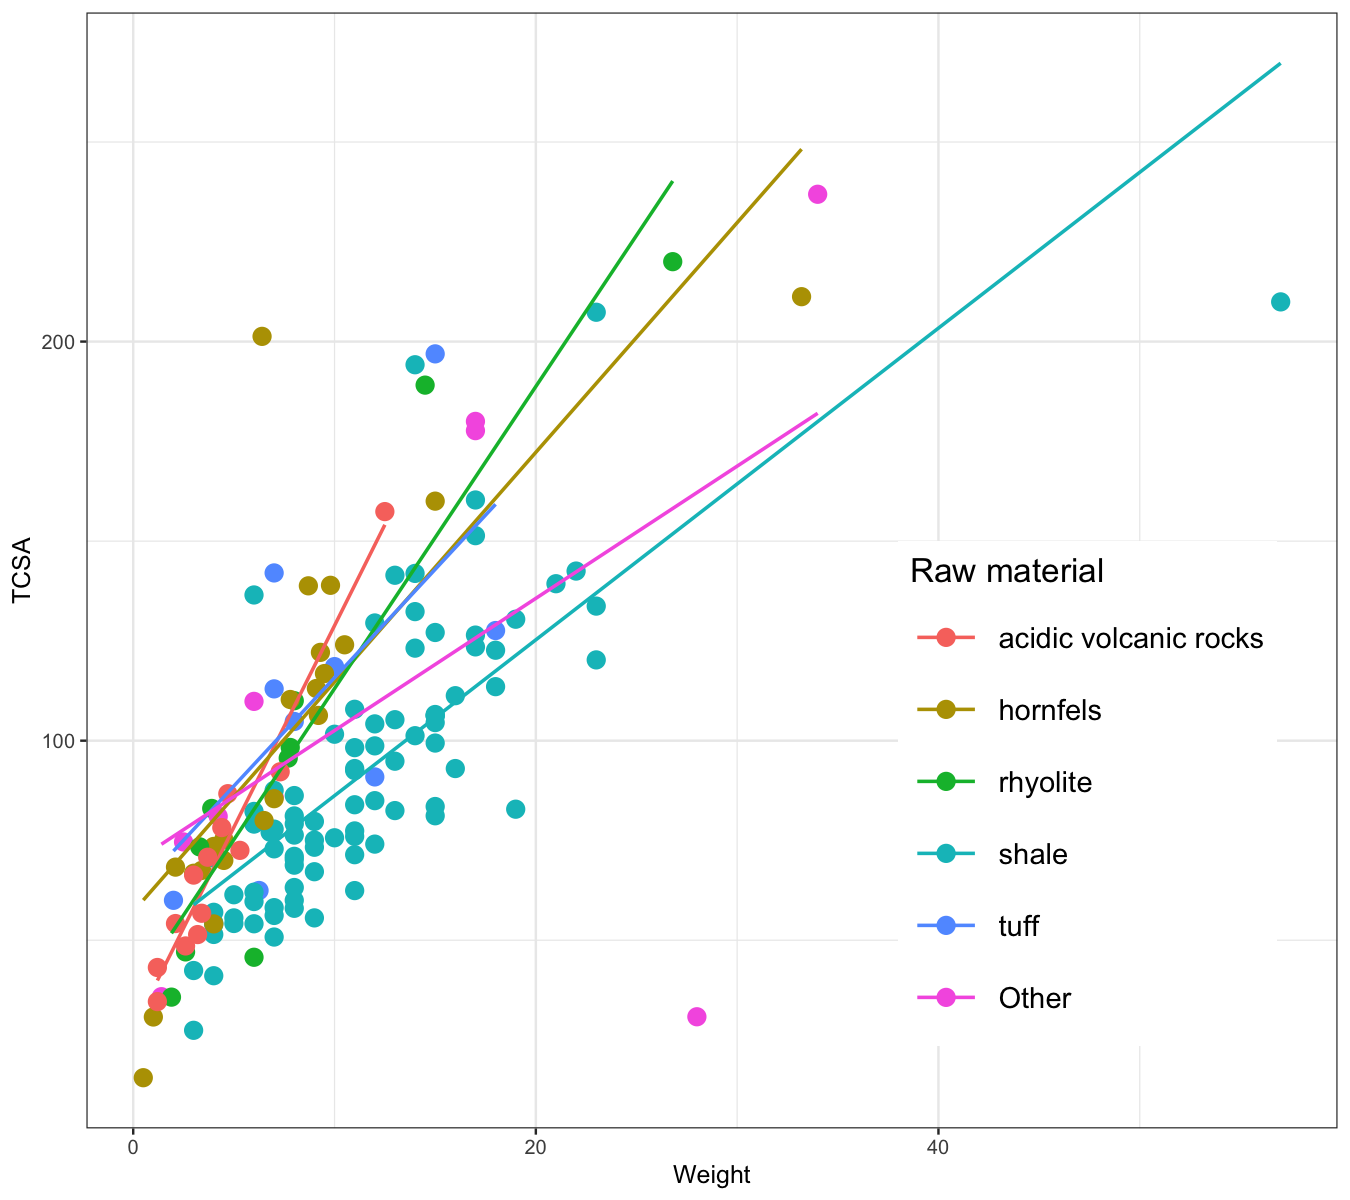 TCSA
200
100
0
20
40
Weight
Raw material
acidic volcanic rocks
hornfels
rhyolite
shale
tuff
Other